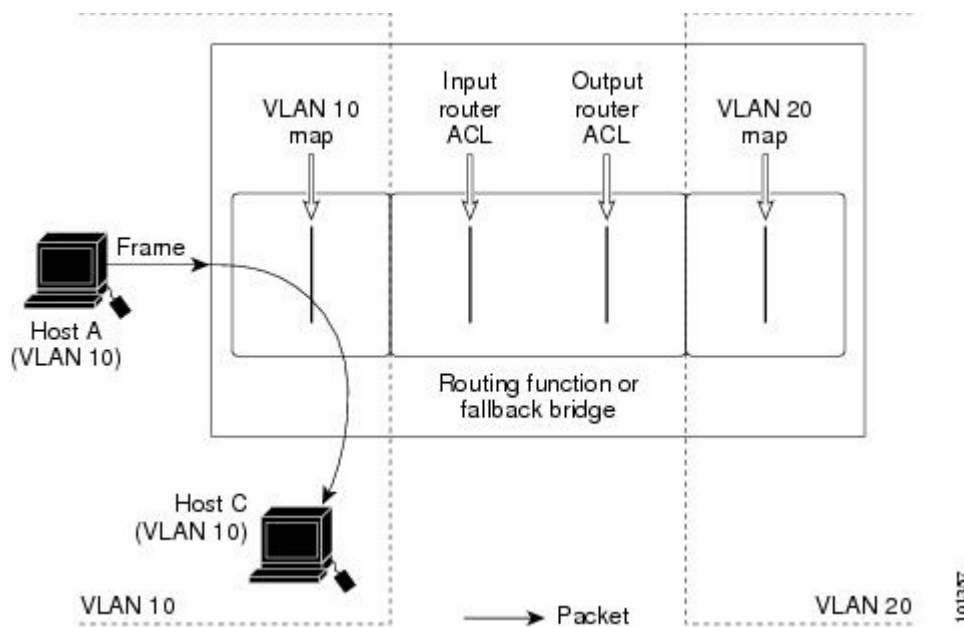 VLAN 10
map
Input
router
ACL
Output
router
ACL
VLAN 20
map
Frame
Host A
(VLAN 10)
Routing function or
fallback bridge
Host C
(VLAN 10)
VLAN 10
Packet
VLAN 20
101357